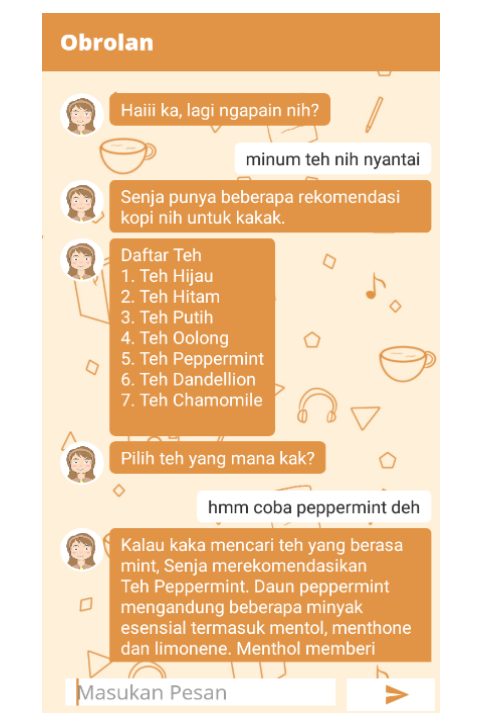 Obrolan
Haiii ka, lagi ngapain nih?
minum teh nih nyantai
Senja punya beberapa rekomendasi
kopi nih untuk kakak.
Daftar Teh
1. Teh Hijau
2. Teh Hitam
3. Teh Putih
4. Teh Oolong
5. Teh Peppermint
6. Teh Dandellion
7. Teh Chamomile
Pilih teh yang mana kak?
hmm coba peppermint deh
Kalau kaka mencari teh yang berasa
mint, Senja merekomendasikan
Teh Peppermint. Daun peppermint
mengandung beberapa minyak
esensial termasuk mentol, menthone
dan limonene. Menthol memberi
Masukan Pesan